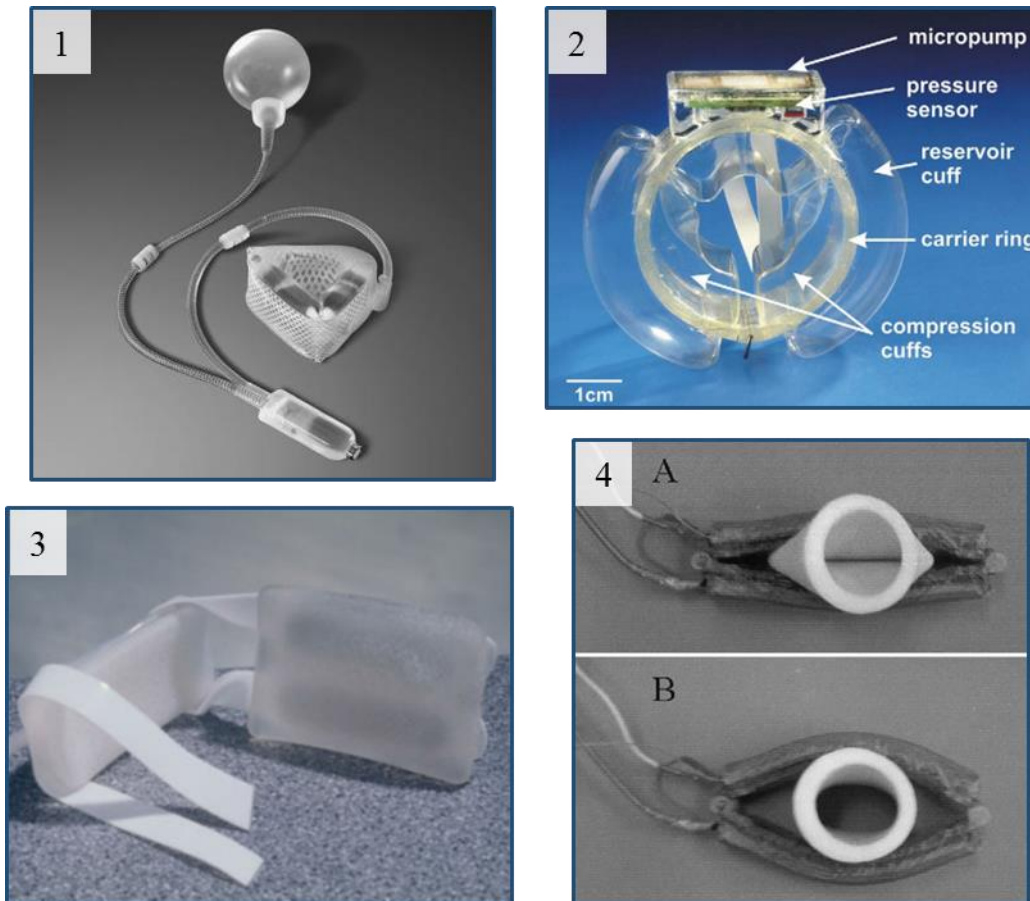 1
2
micropump
pressure
sensor
reservoir
cuff
carrier ring
compression
cuffs
1cm
3
4
A
B